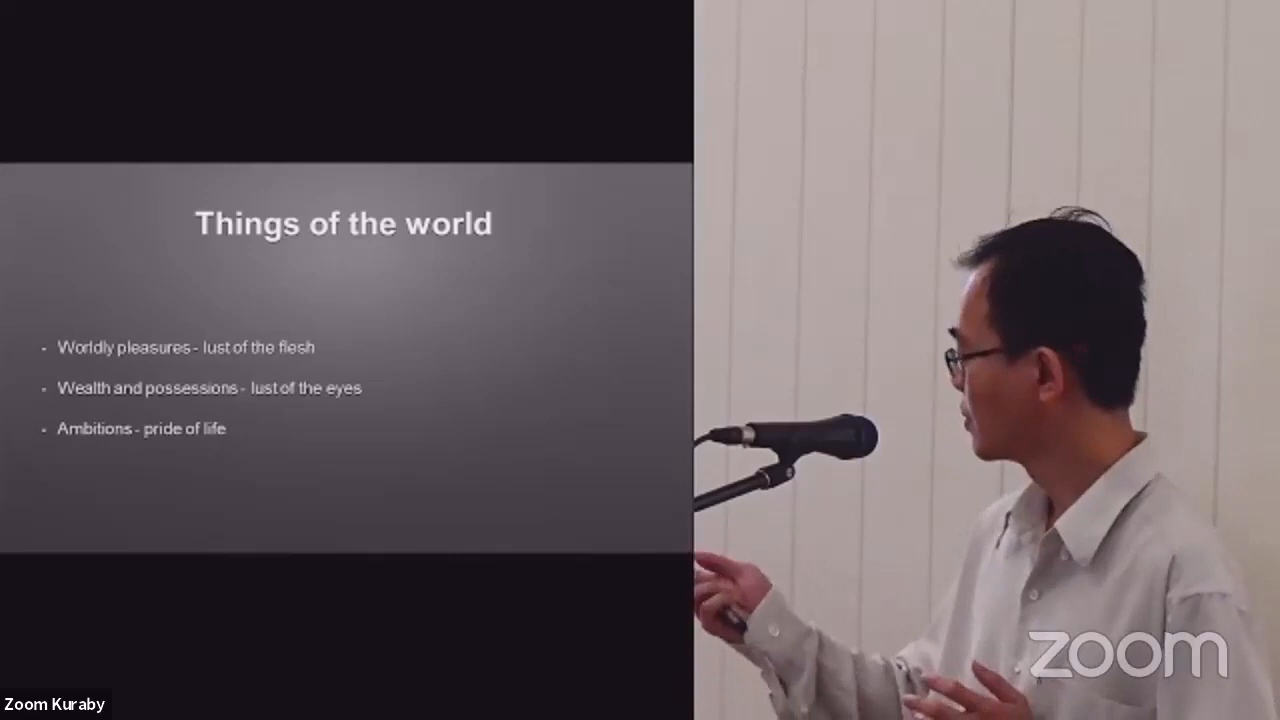 Things of the world
- Worldly pleasures - lust of the flesh
- Wealth and possessions - lust of the eyes
- Ambitions - pride of life
zoom
Zoom Kuraby